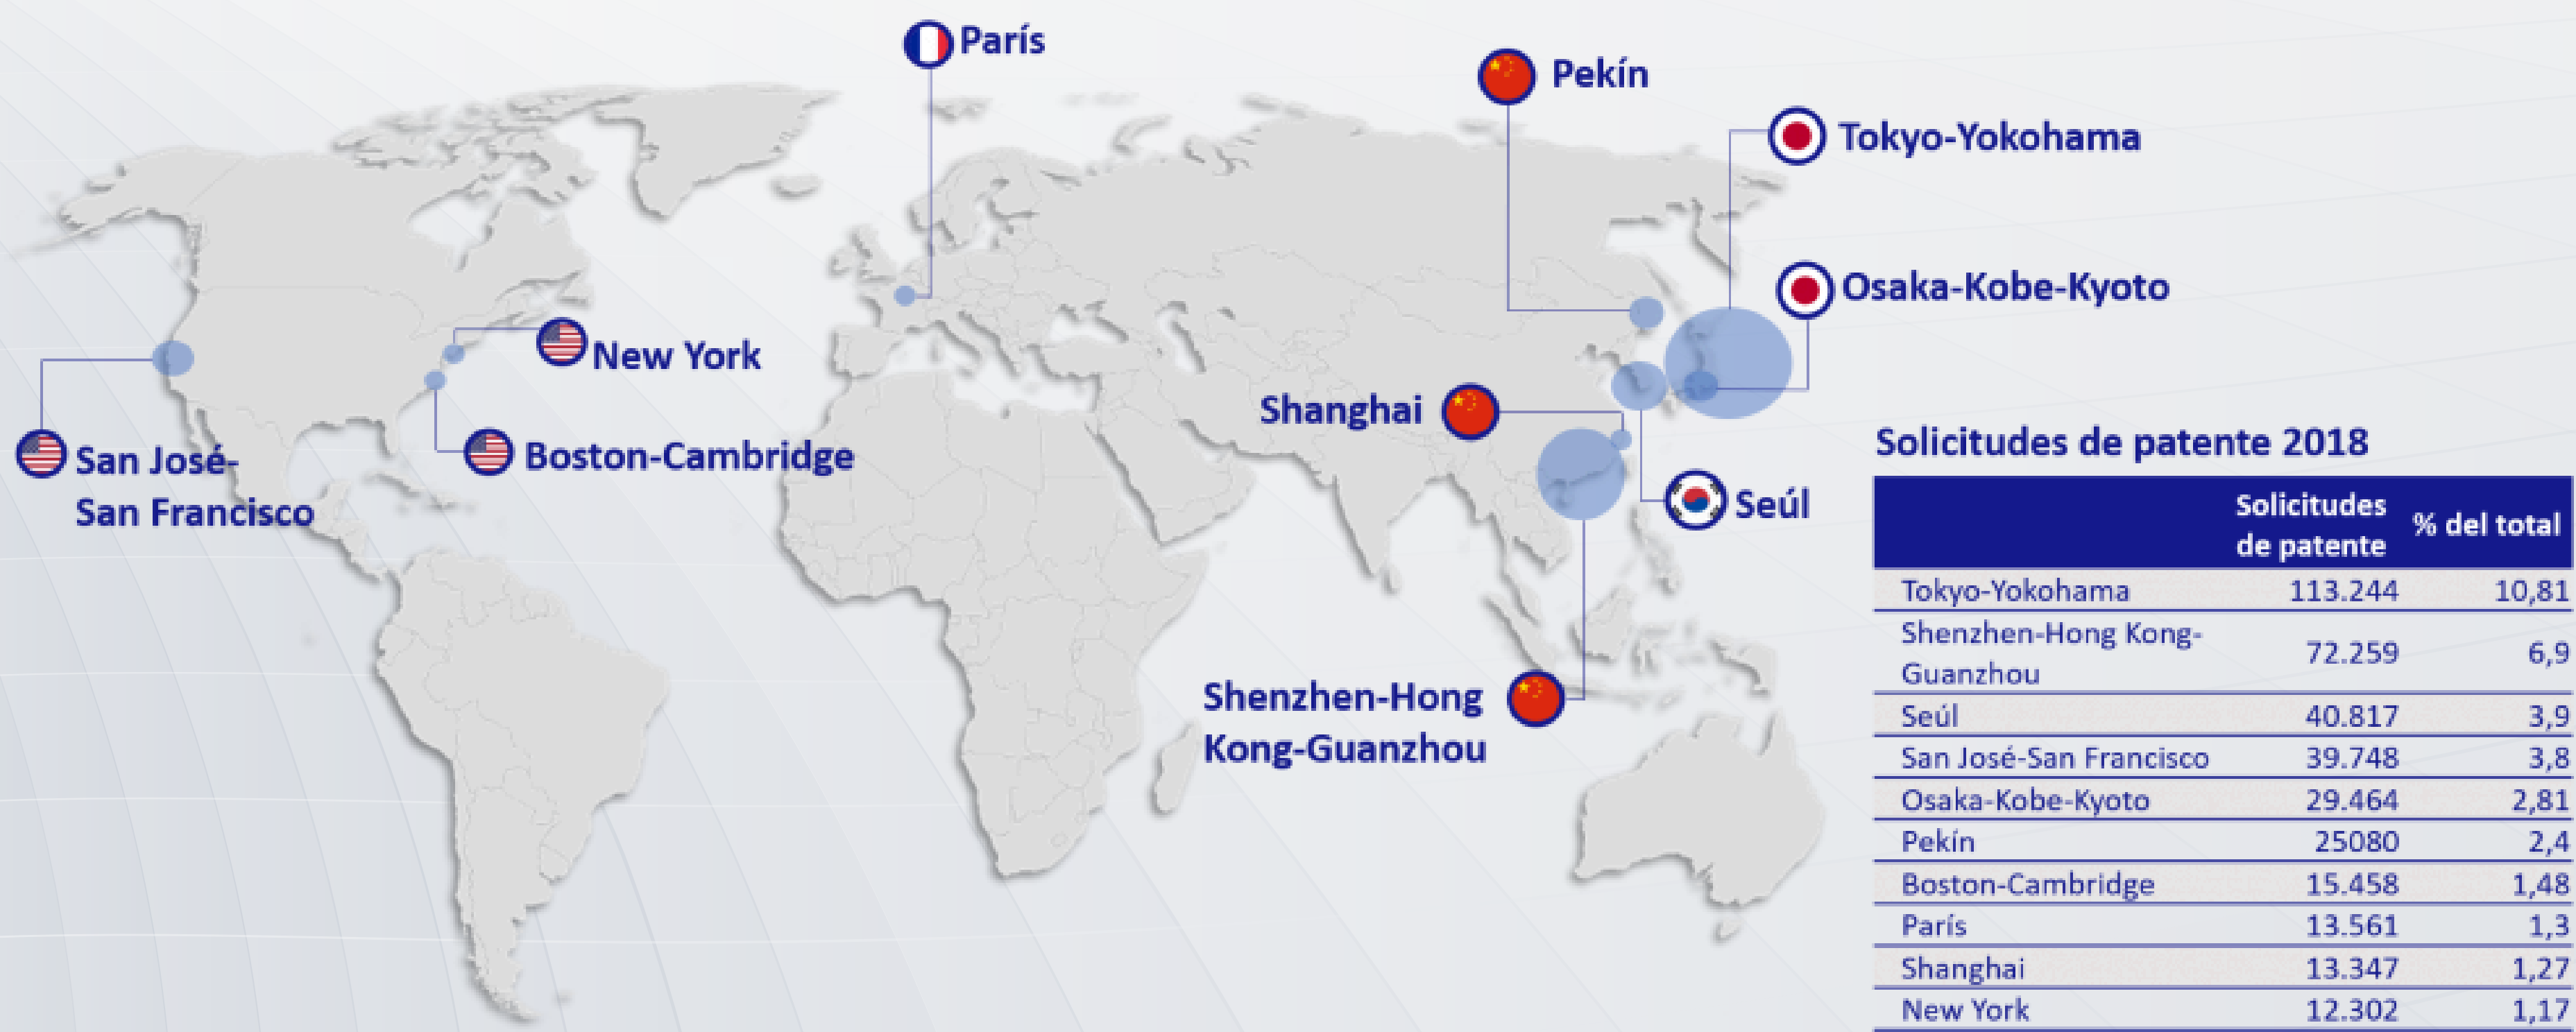 París
Pekín
Tokyo-Yokohama
Osaka-Kobe-Kyoto
New York
Shanghai
San José-
San Francisco
Boston-Cambridge
Seúl
Shenzhen-Hong
Kong-Guanzhou
Solicitudes de patente 2018
Solicitudes
de patente % del total
Tokyo-Yokohama 113.244 10,81
Shenzhen-Hong Kong-
Guanzhou 72.259 6,9
Seúl 40.817 3,9
San José-San Francisco 39.748 3,8
Osaka-Kobe-Kyoto 29.464 2,81
Pekín 25080 2,4
Boston-Cambridge 15.458 1,48
París 13.561 1,3
Shanghai 13.347 1,27
New York 12.302 1,17